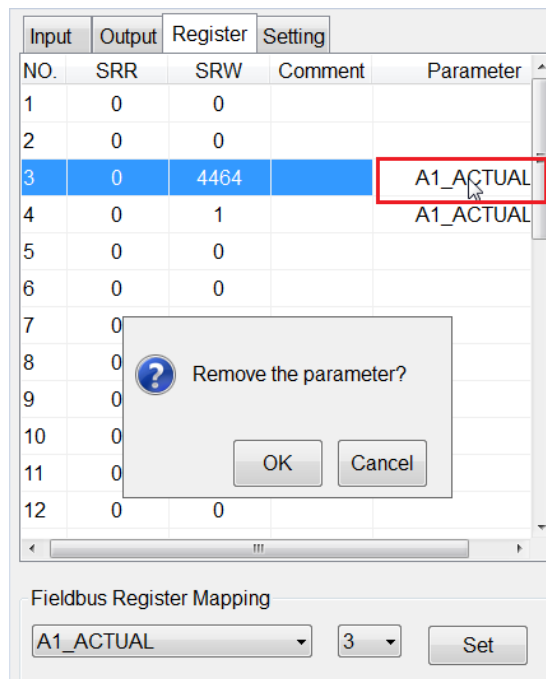 Input Output Register Setting
NO. SRR SRW Comment Parameter
1 0 0
2 0 0
3 0 4464 A1_ACTUAL
4 0 1 A1_ACTUAL
5 0 0
6 0 0
7 0
8 0
Remove the parameter?
9 0
10 0
OK Cancel
11 0
12 0 0
Fieldbus Register Mapping
A1_ACTUAL 3 Set